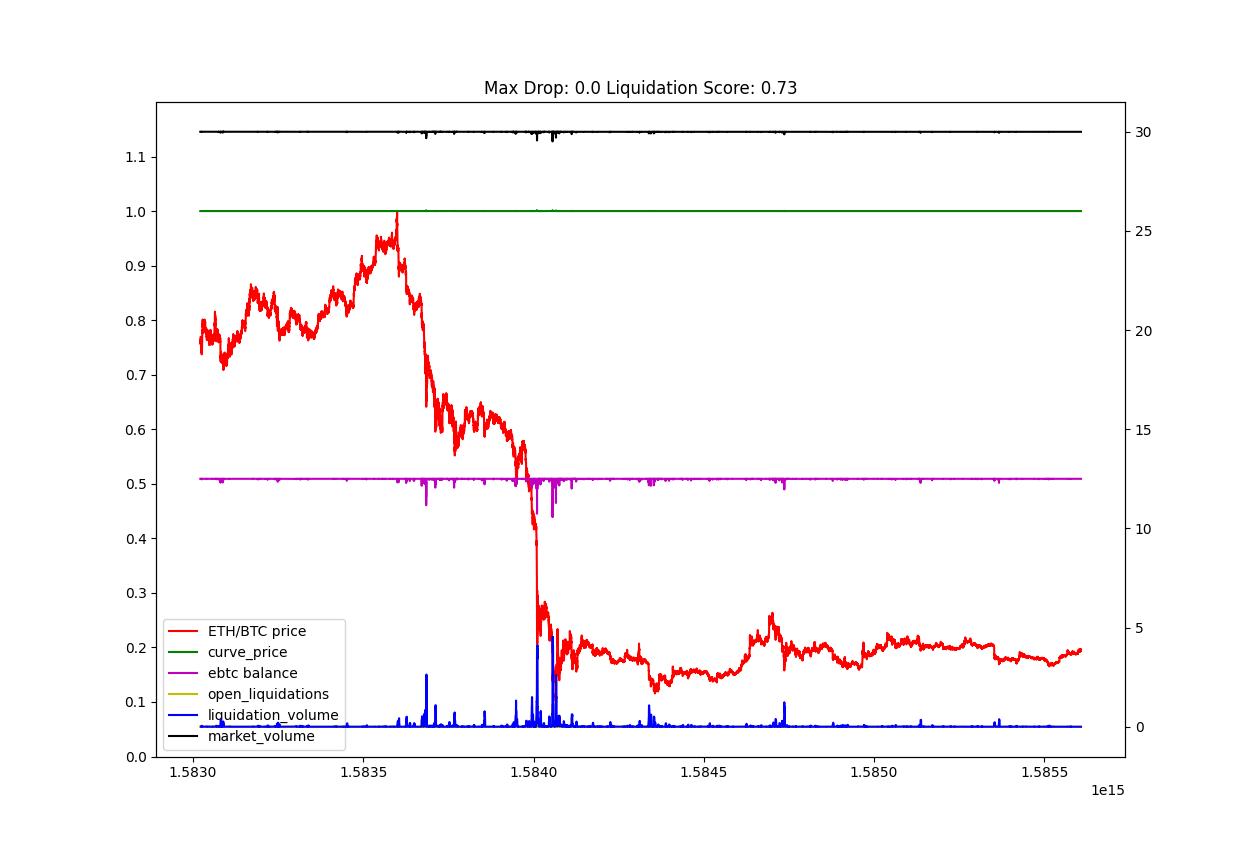 Max Drop: 0.0 Liquidation Score: 0.73
1.1
1.0
0.9
0.8
0.7
0.6
0.5
0.4
0.3
0.2
0.1
0.0
30
25
20
15
10
5
0
ETH/BTC price
curve_price
ebtc balance
open_liquidations
liquidation_volume
market_volume
1.5830 1.5835 1.5840 1.5845 1.5850 1.5855
1e15